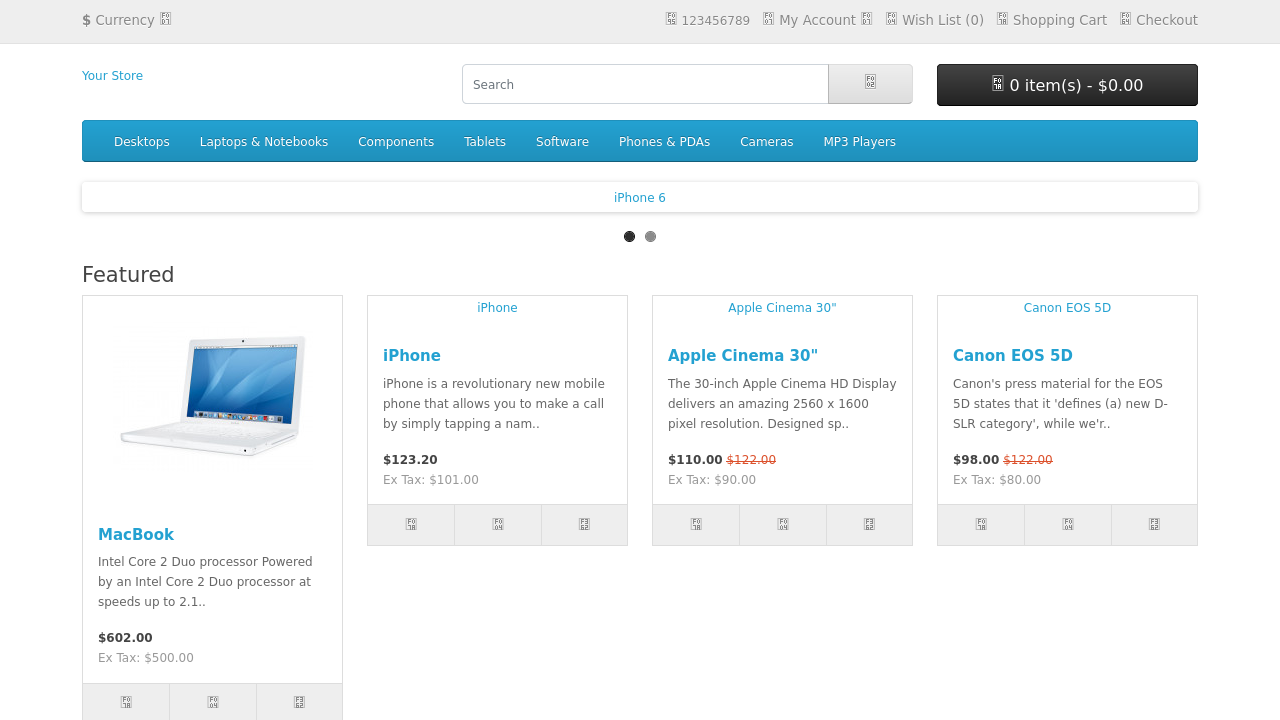 $ Currency
123456789 My Account Wish List (0) Shopping Cart Checkout
Your Store
Search
0 item(s) - $0.00
Desktops Laptops & Notebooks Components Tablets Software Phones & PDAs Cameras MP3 Players
iPhone 6
Featured
MacBook
Intel Core 2 Duo processor Powered
by an Intel Core 2 Duo processor at
speeds up to 2.1..
$602.00
Ex Tax: $500.00
iPhone
iPhone
iPhone is a revolutionary new mobile
phone that allows you to make a call
by simply tapping a nam..
$123.20
Ex Tax: $101.00
Apple Cinema 30"
Apple Cinema 30"
The 30-inch Apple Cinema HD Display
delivers an amazing 2560 x 1600
pixel resolution. Designed sp..
$110.00 $122.00
Ex Tax: $90.00
Canon EOS 5D
Canon EOS 5D
Canon's press material for the EOS
5D states that it 'defines (a) new D-
SLR category', while we'r..
$98.00 $122.00
Ex Tax: $80.00